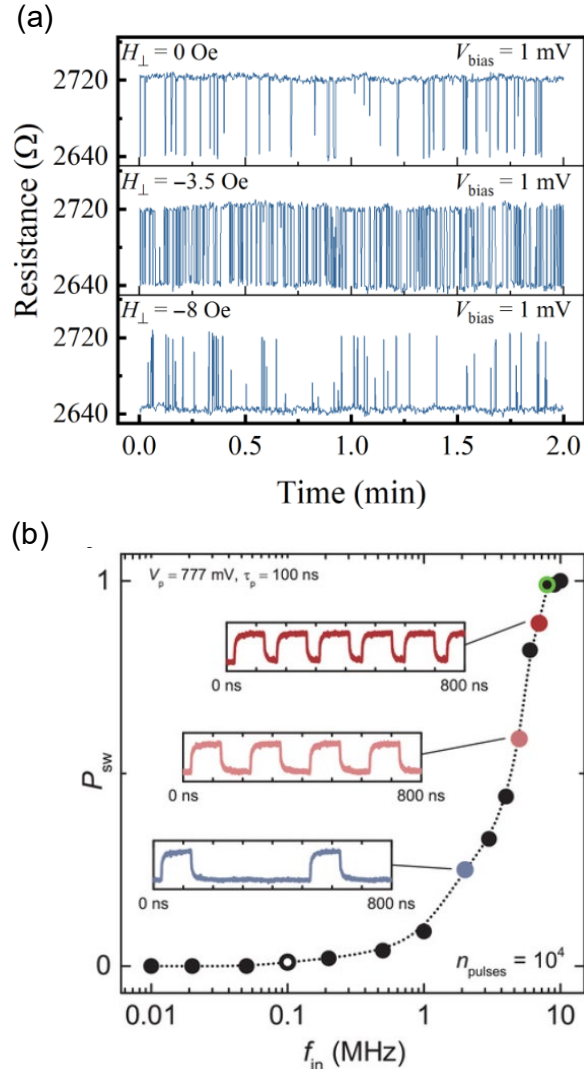 (a)
H⊥ = 0 Oe Vbias = 1 mV
2720
2640
H⊥ = −3.5 Oe Vbias = 1 mV
2720
2640
H⊥ = −8 Oe Vbias = 1 mV
2720
2640
Resistance (Ω)
0.0 0.5 1.0 1.5 2.0
Time (min)
(b)
Vp = 777 mV, τp = 100 ns
1
0 ns 800 ns
0 ns 800 ns
0 ns 800 ns
Psw
0
npulses = 10⁴
0.01 0.1 1 10
fin (MHz)